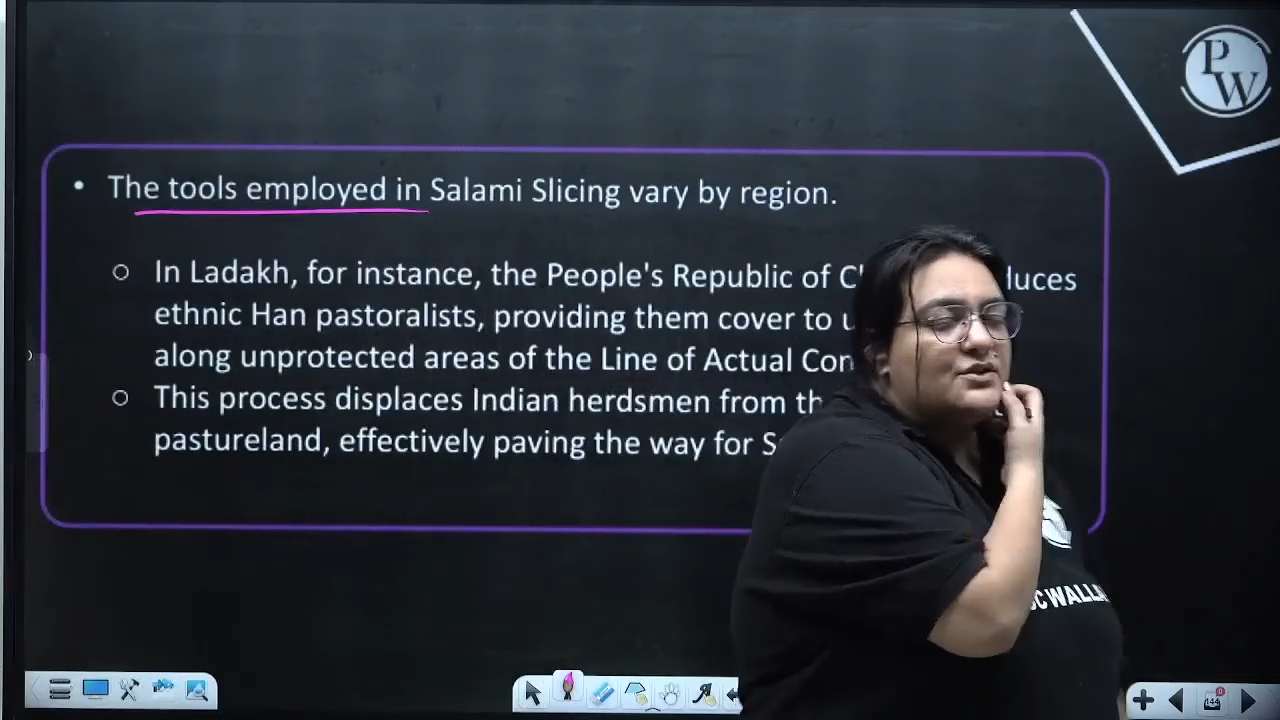 P
W
• The tools employed in Salami Slicing vary by region.
○ In Ladakh, for instance, the People's Republic of
ethnic Han pastoralists, providing them cover to
along unprotected areas of the Line of Actual
○ This process displaces Indian herdsmen from
pastureland, effectively paving the way for
WALLA
144